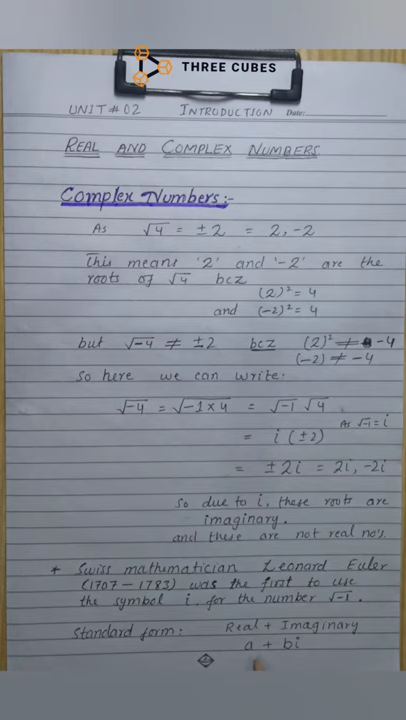 THREE CUBES
UNIT # 02 INTRODUCTION Date:
REAL AND COMPLEX NUMBERS
Complex Numbers:-
As √4 = ±2 = 2, -2
This means '2' and '-2' are the
roots of √4 bcz
(2)² = 4
and (-2)² = 4
but √-4 ≠ ±2 bcz (2)² ≠ -4
(-2) ≠ -4
So here we can write:
√-4 = √-1×4 = √-1 √4
As √-1 = i
= i (±2)
= ±2i = 2i, -2i
So due to i, these roots are
imaginary.
and these are not real no's.
* Swiss mathematician Leonard Euler
(1707 - 1783) was the first to use
the symbol i, for the number √-1.
Standard form: Real + Imaginary
a + bi